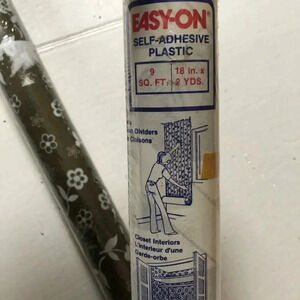 EASY-ON®
SELF-ADHESIVE
PLASTIC
9
SQ. FT.
18 in. x
2 YDS.
Dividers
Cloisons
Closet Interiors
L'intérieur d'une
Garde-robe